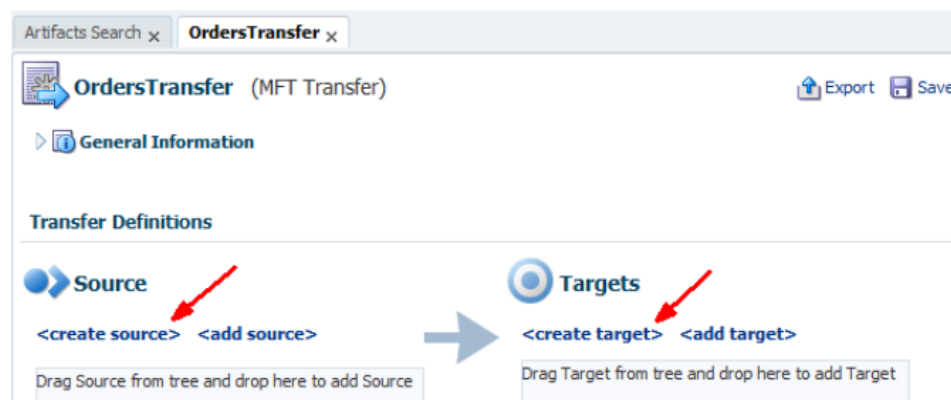 Artifacts Search x OrdersTransfer x
OrdersTransfer (MFT Transfer) Export Save
General Information
Transfer Definitions
Source Targets
<create source> <add source> <create target> <add target>
Drag Source from tree and drop here to add Source Drag Target from tree and drop here to add Target